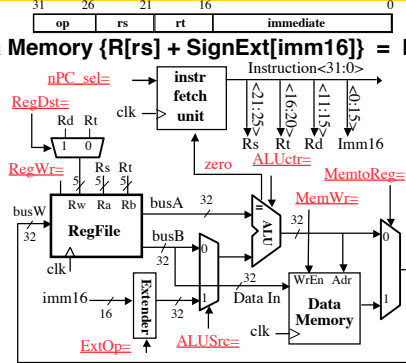 31 26 21 16 0
op rs rt immediate
Memory {R[rs] + SignExt[imm16]} =
nPC_sel=
instr fetch unit
Instruction<31:0>
clk
<21:25>
<16:20>
<11:15>
<0:15>
Rs Rt Rd Imm16
RegDst=
Rd Rt
1 0
zero
ALUctr=
RegWr=
Rs Rt
5 5 5
MemtoReg=
busW
32
Rw Ra Rb
RegFile
busA
32
busB
32
clk
=
ALU
MemWr=
32
0
0
32
WrEn Adr
imm16
16
Extender
32
1
Data In
Data Memory
1
clk
ExtOp=
ALUSrc=